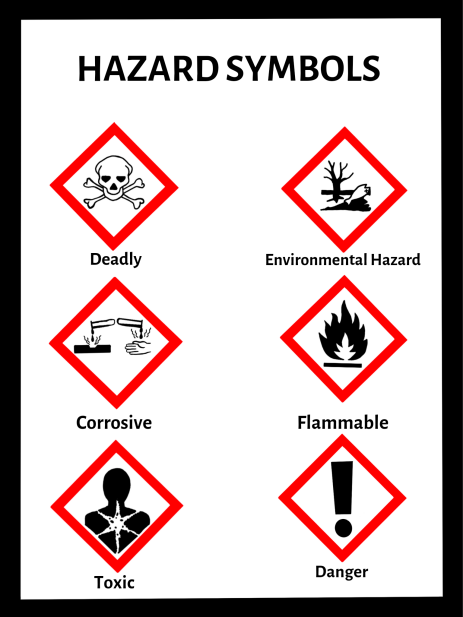 HAZARD SYMBOLS
Deadly
Environmental Hazard
Corrosive
Flammable
Toxic
Danger